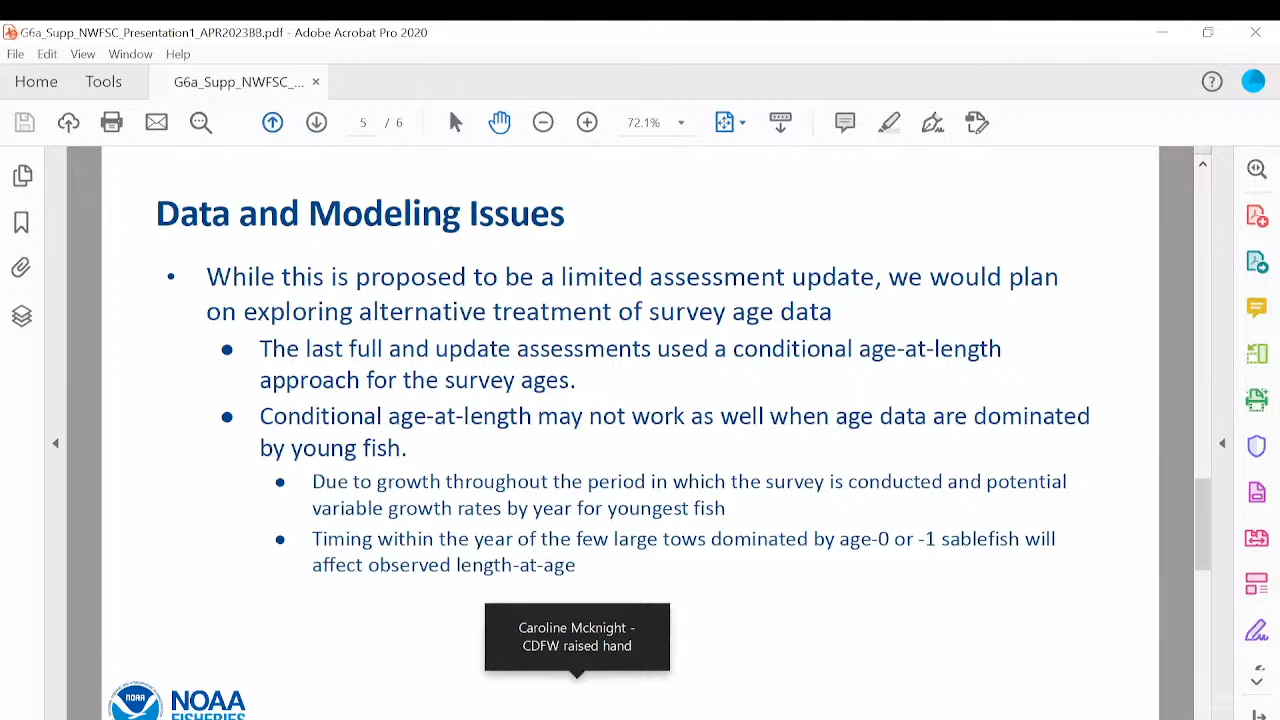 G6a_Supp_NWFSC_Presentation1_APR2023BB.pdf - Adobe Acrobat Pro 2020
File Edit View Window Help
Home Tools G6a_Supp_NWFSC_... ×
5 / 6 72.1%
Data and Modeling Issues
• While this is proposed to be a limited assessment update, we would plan
on exploring alternative treatment of survey age data
● The last full and update assessments used a conditional age-at-length
approach for the survey ages.
● Conditional age-at-length may not work as well when age data are dominated
by young fish.
● Due to growth throughout the period in which the survey is conducted and potential
variable growth rates by year for youngest fish
● Timing within the year of the few large tows dominated by age-0 or -1 sablefish will
affect observed length-at-age
Caroline Mcknight -
CDFW raised hand
NOAA
NOAA
FISHERIES